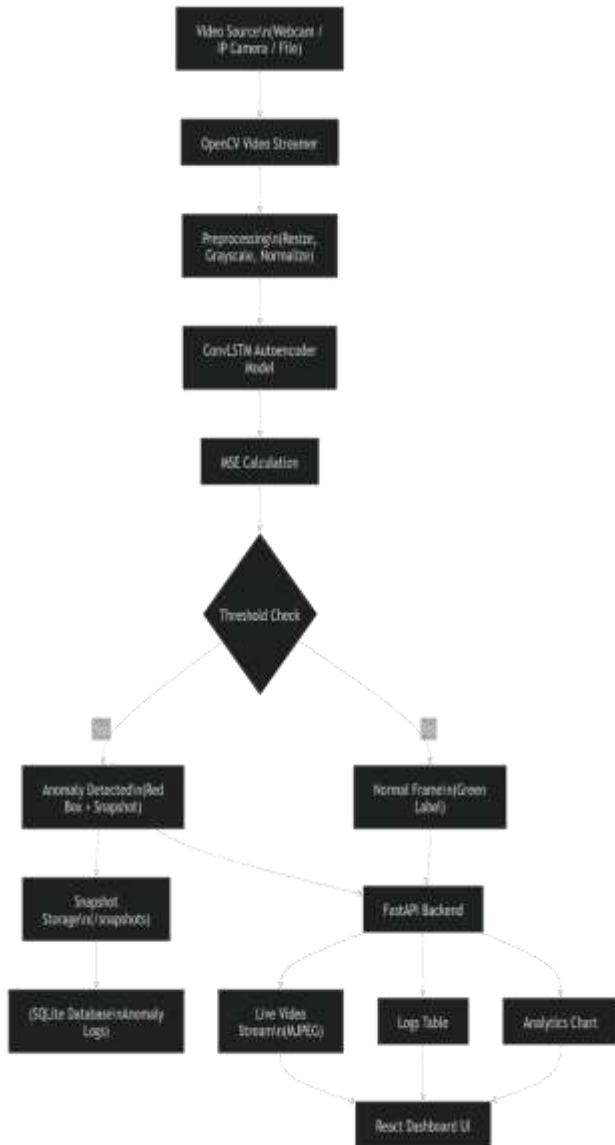 Video Source\n(Webcam /
IP Camera / File)
OpenCV Video Streamer
Preprocessing\n(Resize,
Grayscale, Normalize)
ConvLSTM Autoencoder
Model
MSE Calculation
Threshold Check
Anomaly Detected\n(Red
Box + Snapshot)
Normal Frame\n(Green
Label)
Snapshot
Storage\n(/snapshots)
FastAPI Backend
(SQLite Database\nAnomaly
Logs)
Live Video
Stream\n(MJPEG)
Logs Table
Analytics Chart
React Dashboard UI